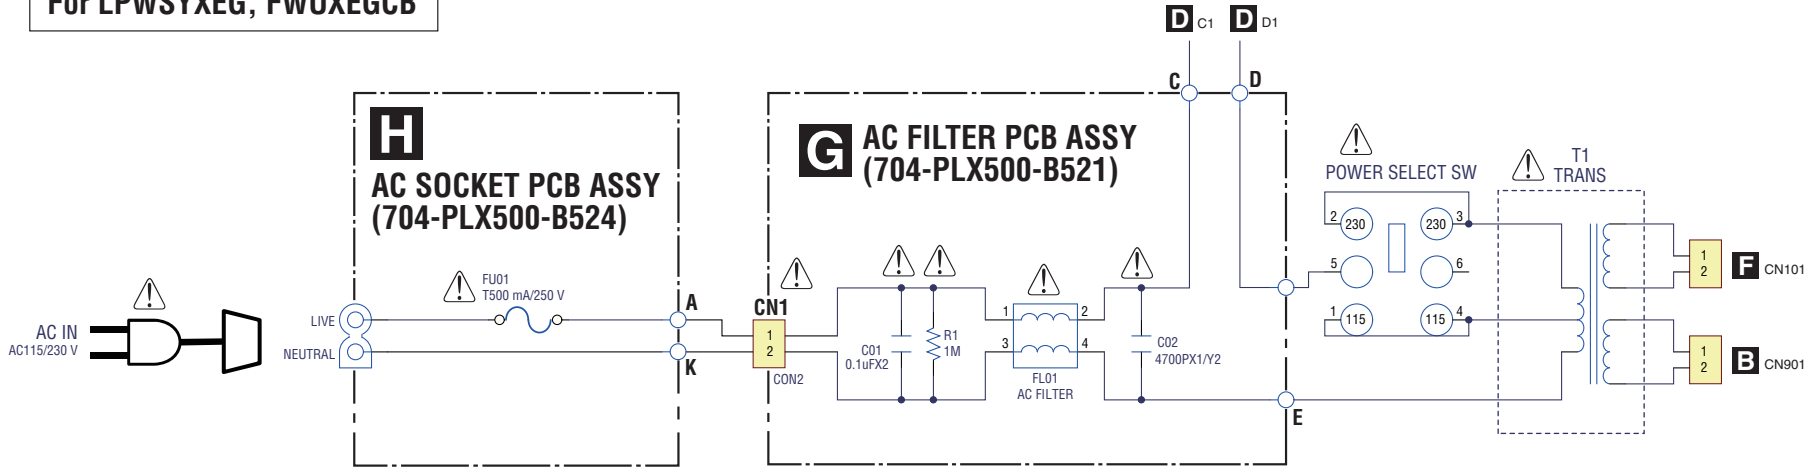 For LPWSYXEG, FWUXEGCB
D C1
D D1
C
D
H
AC SOCKET PCB ASSY
(704-PLX500-B524)
G
AC FILTER PCB ASSY
(704-PLX500-B521)
POWER SELECT SW
T1
TRANS
2
230
230
3
5
6
1
115
115
4
1
2
F CN101
1
2
B CN901
AC IN
AC115/230 V
LIVE
NEUTRAL
FU01
T500 mA/250 V
A
K
CN1
1
2
CON2
C01
0.1uFX2
R1
1M
1
2
3
4
FL01
AC FILTER
C02
4700PX1/Y2
E